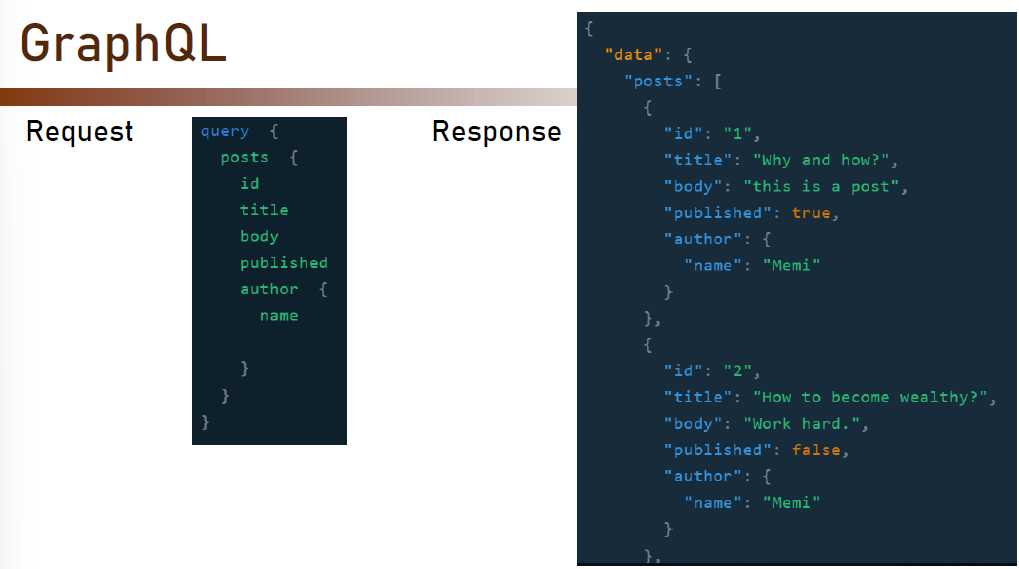 GraphQL
Request
query {
posts {
id
title
body
published
author {
name
}
}
}
Response
{
"data": {
"posts": [
{
"id": "1",
"title": "Why and how?",
"body": "this is a post",
"published": true,
"author": {
"name": "Memi"
}
},
{
"id": "2",
"title": "How to become wealthy?",
"body": "Work hard.",
"published": false,
"author": {
"name": "Memi"
}
},